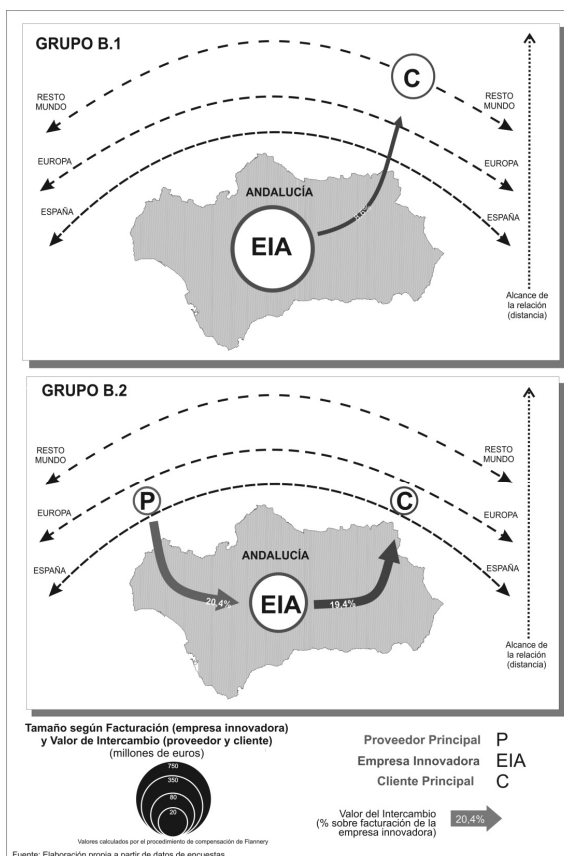 GRUPO B.1
C
RESTO
MUNDO
RESTO
MUNDO
EUROPA
EUROPA
ANDALUCÍA
ESPAÑA
ESPAÑA
EIA
Alcance de
la relación
(distancia)
GRUPO B.2
RESTO
MUNDO
RESTO
MUNDO
P
C
EUROPA
EUROPA
ANDALUCÍA
ESPAÑA
ESPAÑA
20,4%
EIA
19,4%
Alcance de
la relación
(distancia)
Tamaño según Facturación (empresa innovadora)
y Valor de Intercambio (proveedor y cliente)
(millones de euros)
750
350
80
20
Valores calculados por el procedimiento de compensación de Flannery
Proveedor Principal P
Empresa Innovadora EIA
Cliente Principal C
Valor del Intercambio
(% sobre facturación de la
empresa innovadora)
20,4%
Fuente: Elaboración propia a partir de datos de encuestas